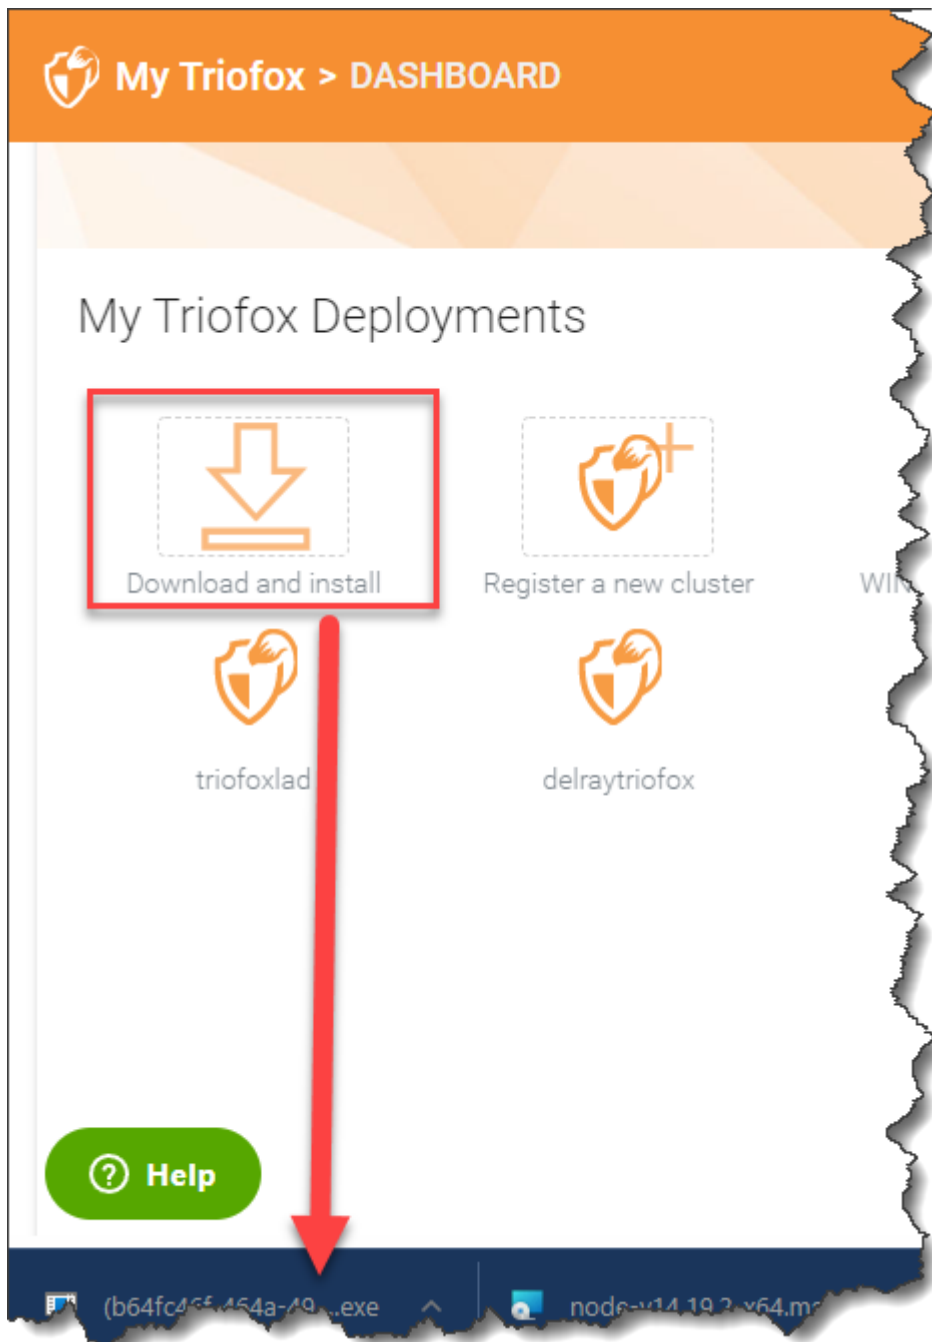 My Triofox > DASHBOARD
My Triofox Deployments
Download and install
Register a new cluster
triofoxlad
delraytriofox
Help